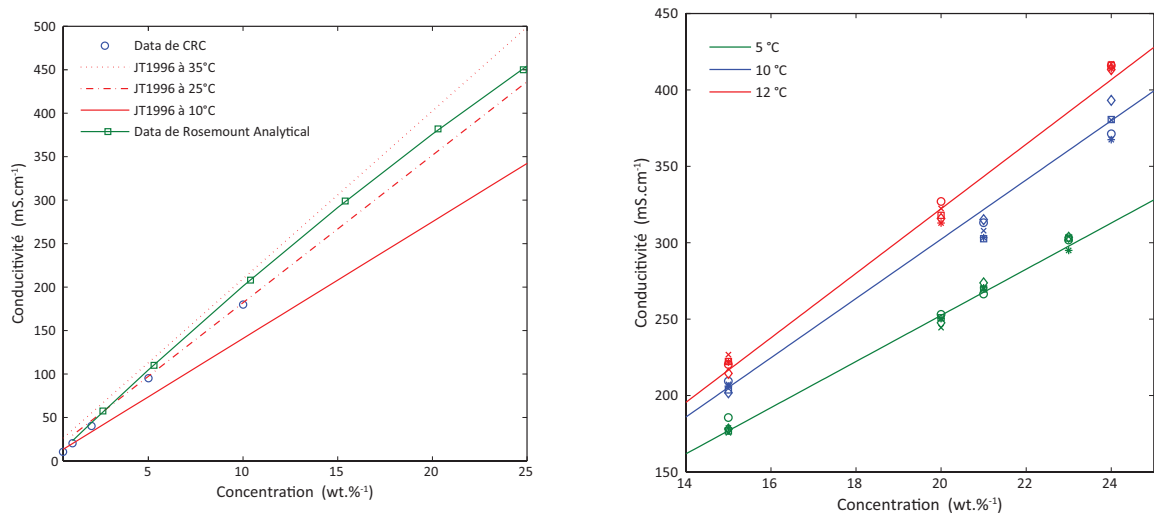 500
450
400
350
300
250
200
150
100
50
0
5
10
15
20
25
Conducitivité (mS.cm⁻¹)
Concentration (wt.%⁻¹)
Data de CRC
JT1996 à 35°C
JT1996 à 25°C
JT1996 à 10°C
Data de Rosemount Analytical
450
400
350
300
250
200
150
14
16
18
20
22
24
Conductivité (mS.cm⁻¹)
Concentration (wt.%⁻¹)
5 °C
10 °C
12 °C